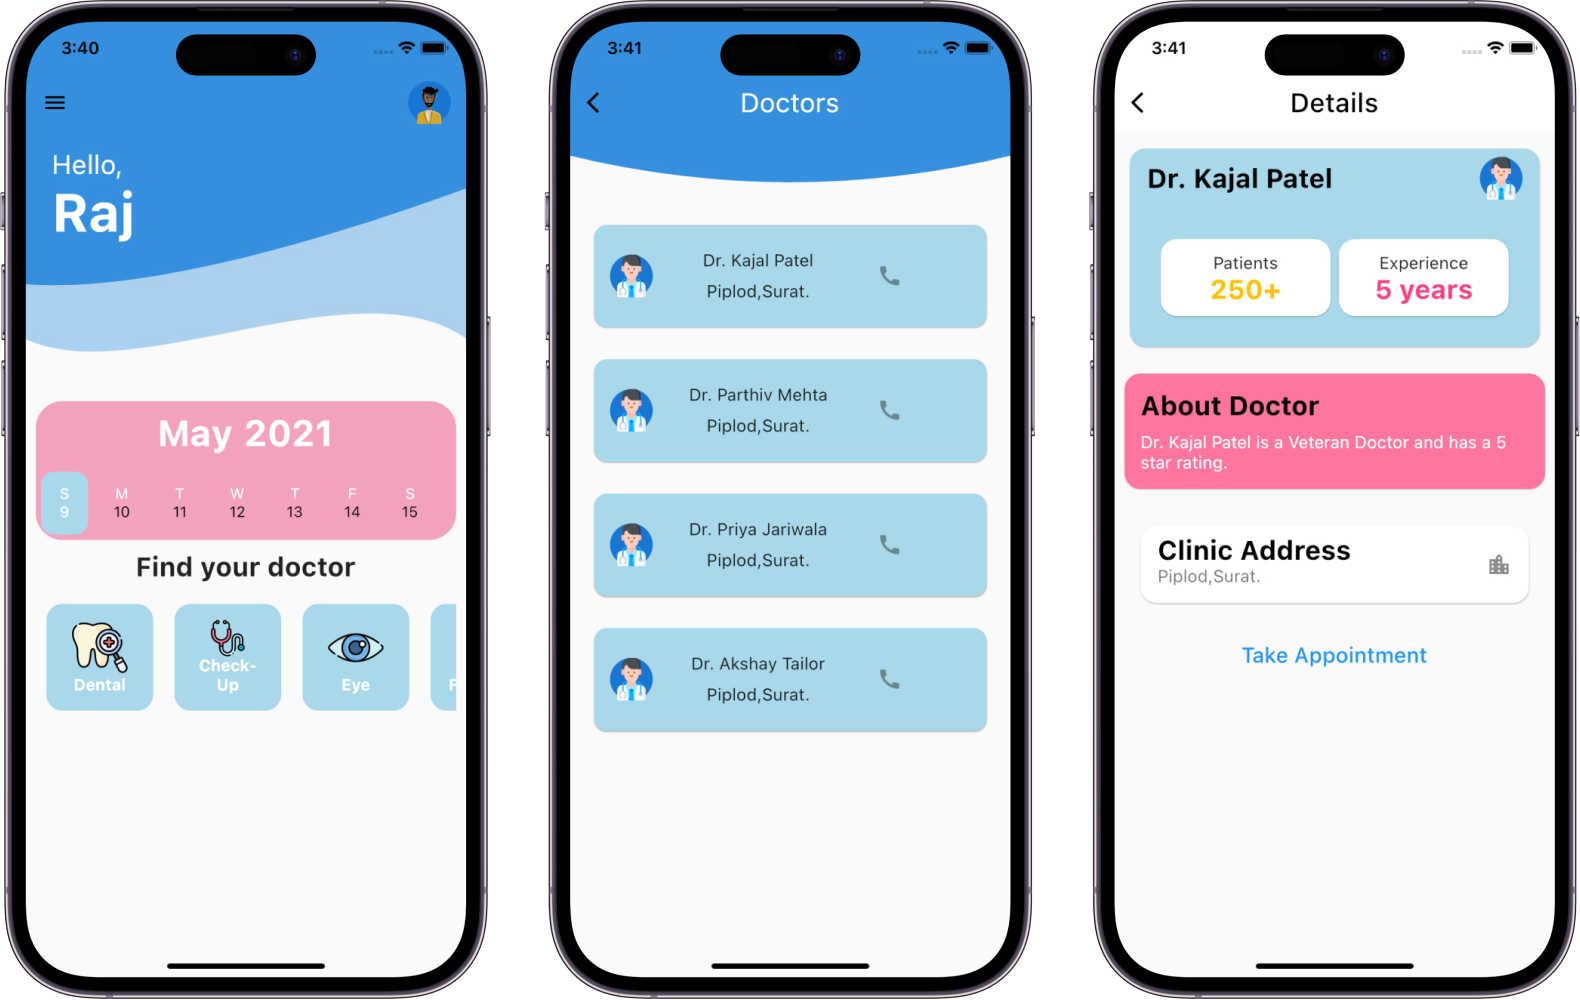 3:40
Hello,
Raj
May 2021
S M T W T F S
9 10 11 12 13 14 15
Find your doctor
Dental
Check-
Up
Eye
F
3:41
Doctors
Dr. Kajal Patel
Piplod,Surat.
Dr. Parthiv Mehta
Piplod,Surat.
Dr. Priya Jariwala
Piplod,Surat.
Dr. Akshay Tailor
Piplod,Surat.
3:41
Details
Dr. Kajal Patel
Patients
250+
Experience
5 years
About Doctor
Dr. Kajal Patel is a Veteran Doctor and has a 5
star rating.
Clinic Address
Piplod,Surat.
Take Appointment